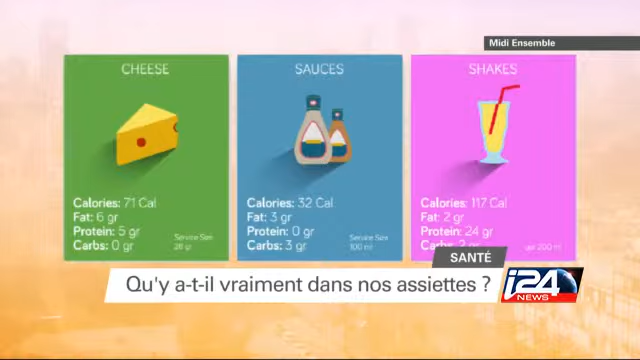 Midi Ensemble
CHEESE
Calories: 71 Cal
Fat: 6 gr
Protein: 5 gr
Carbs: 0 gr
Service Size
SAUCES
Calories: 32 Cal
Fat: 3 gr
Protein: 0 gr
Carbs: 3 gr
Service Size
100 ml
SHAKES
Calories: 117 Cal
Fat: 2 gr
Protein: 24 gr
200 ml
SANTÉ
Qu'y a-t-il vraiment dans nos assiettes ?
i24
NEWS